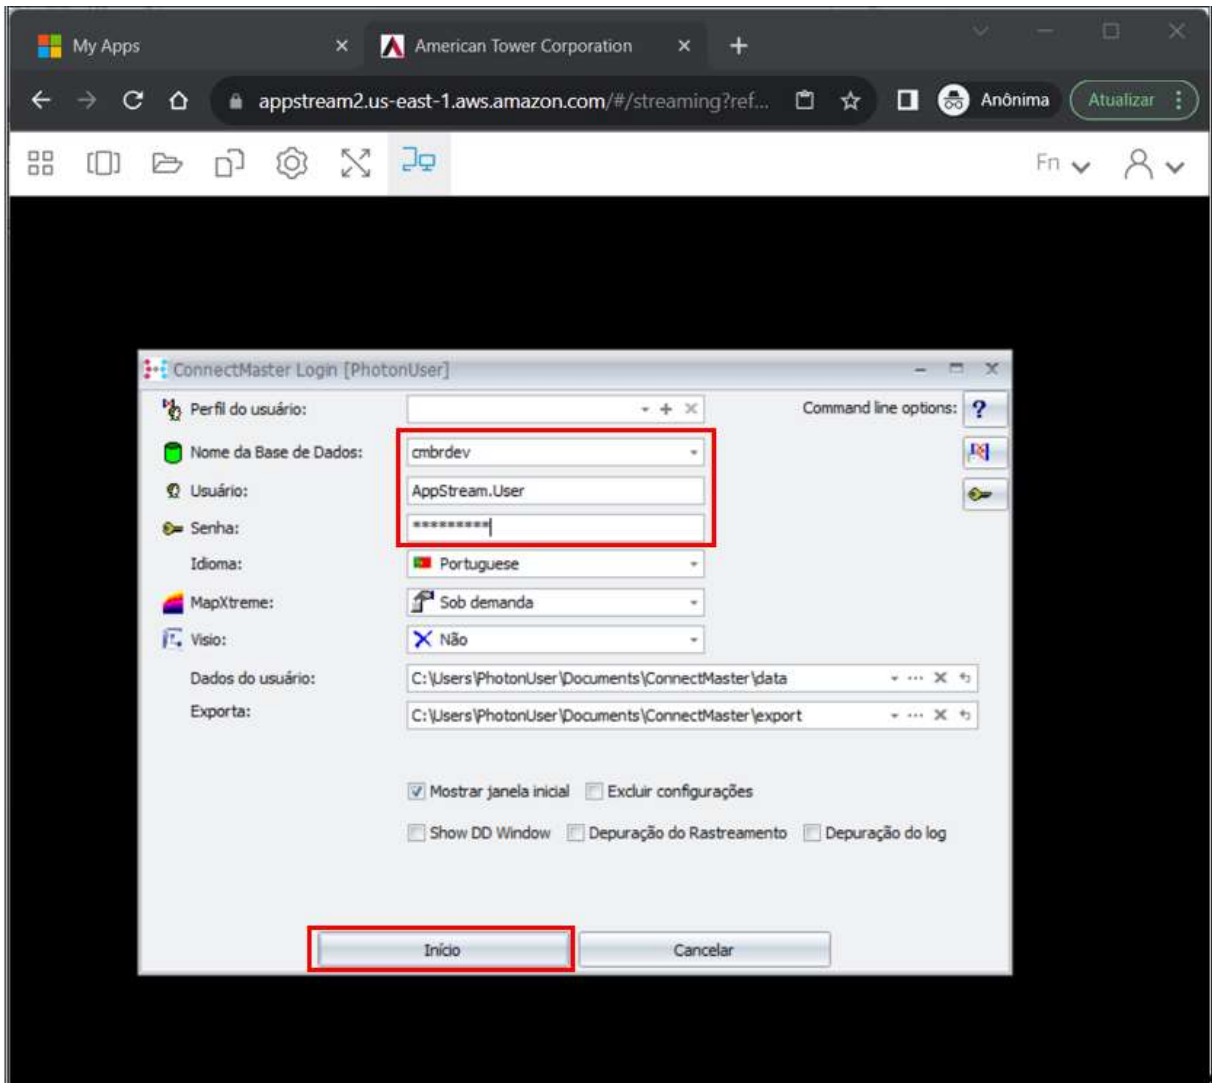 My Apps American Tower Corporation
appstream2.us-east-1.aws.amazon.com/#/streaming?ref... Anônima Atualizar
Fn
ConnectMaster Login [PhotonUser]
Perfil do usuário: Command line options: ?
Nome da Base de Dados: cmbrdev
Usuário: AppStream.User
Senha: *********
Idioma: Portuguese
MapXtreme: Sob demanda
Visio: Não
Dados do usuário: C:\Users\PhotonUser\Documents\ConnectMaster\data
Exporta: C:\Users\PhotonUser\Documents\ConnectMaster\export
Mostrar janela inicial Excluir configurações
Show DD Window Depuração do Rastreamento Depuração do log
Início Cancelar